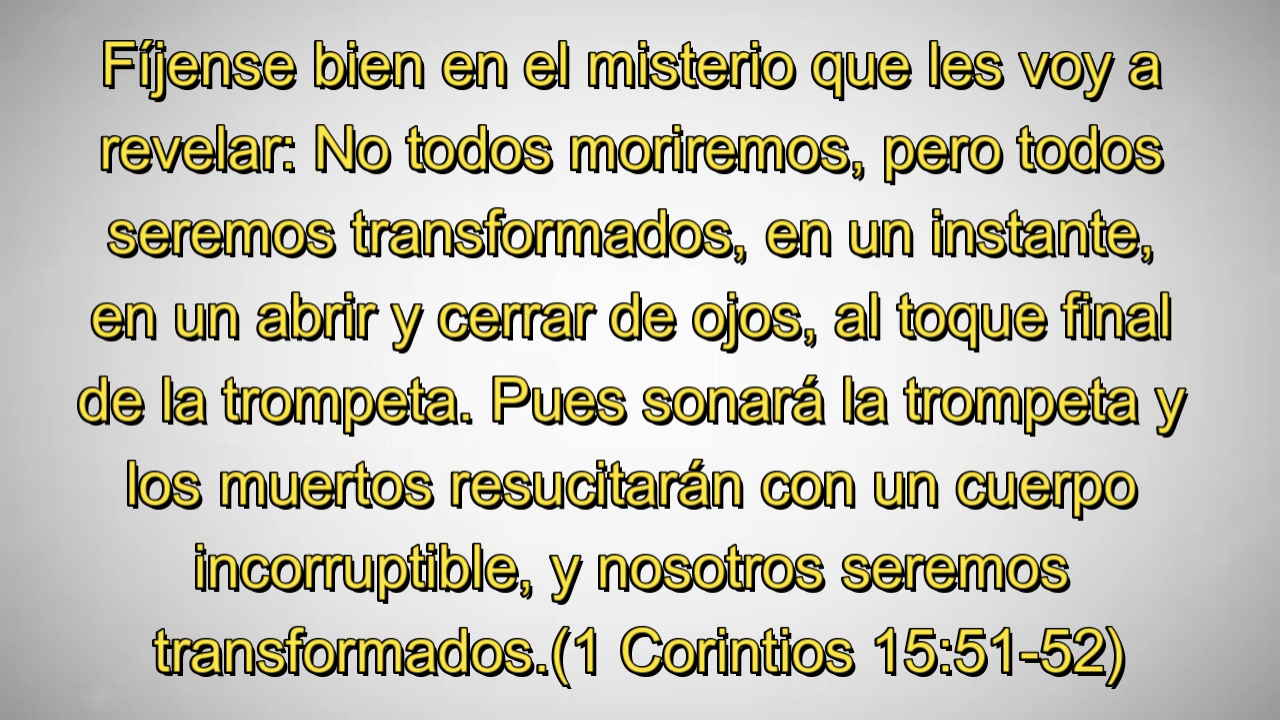 Fíjense bien en el misterio que les voy a
revelar: No todos moriremos, pero todos
seremos transformados, en un instante,
en un abrir y cerrar de ojos, al toque final
de la trompeta. Pues sonará la trompeta y
los muertos resucitarán con un cuerpo
incorruptible, y nosotros seremos
transformados.(1 Corintios 15:51-52)